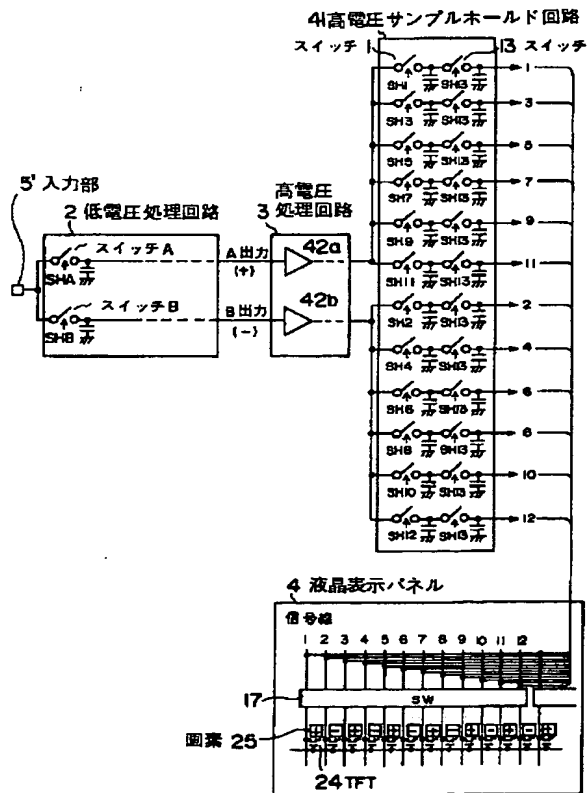 41高電圧サンプルホールド回路
スイッチ 1
13 スイッチ
SH1 SH13 1
SH3 SH13 3
SH5 SH13 5
SH7 SH13 7
SH9 SH13 9
SH11 SH13 11
SH2 SH13 2
SH4 SH13 4
SH6 SH13 6
SH8 SH13 8
SH10 SH13 10
SH12 SH13 12
5' 入力部
2 低電圧処理回路
スイッチA
SHA
スイッチB
SHB
A出力
(+)
B出力
(-)
高電圧
3 処理回路
42a
42b
4 液晶表示パネル
信号線
1 2 3 4 5 6 7 8 9 10 11 12
17
SW
画素 25
+ - + - + - + - + - + - +
24 TFT